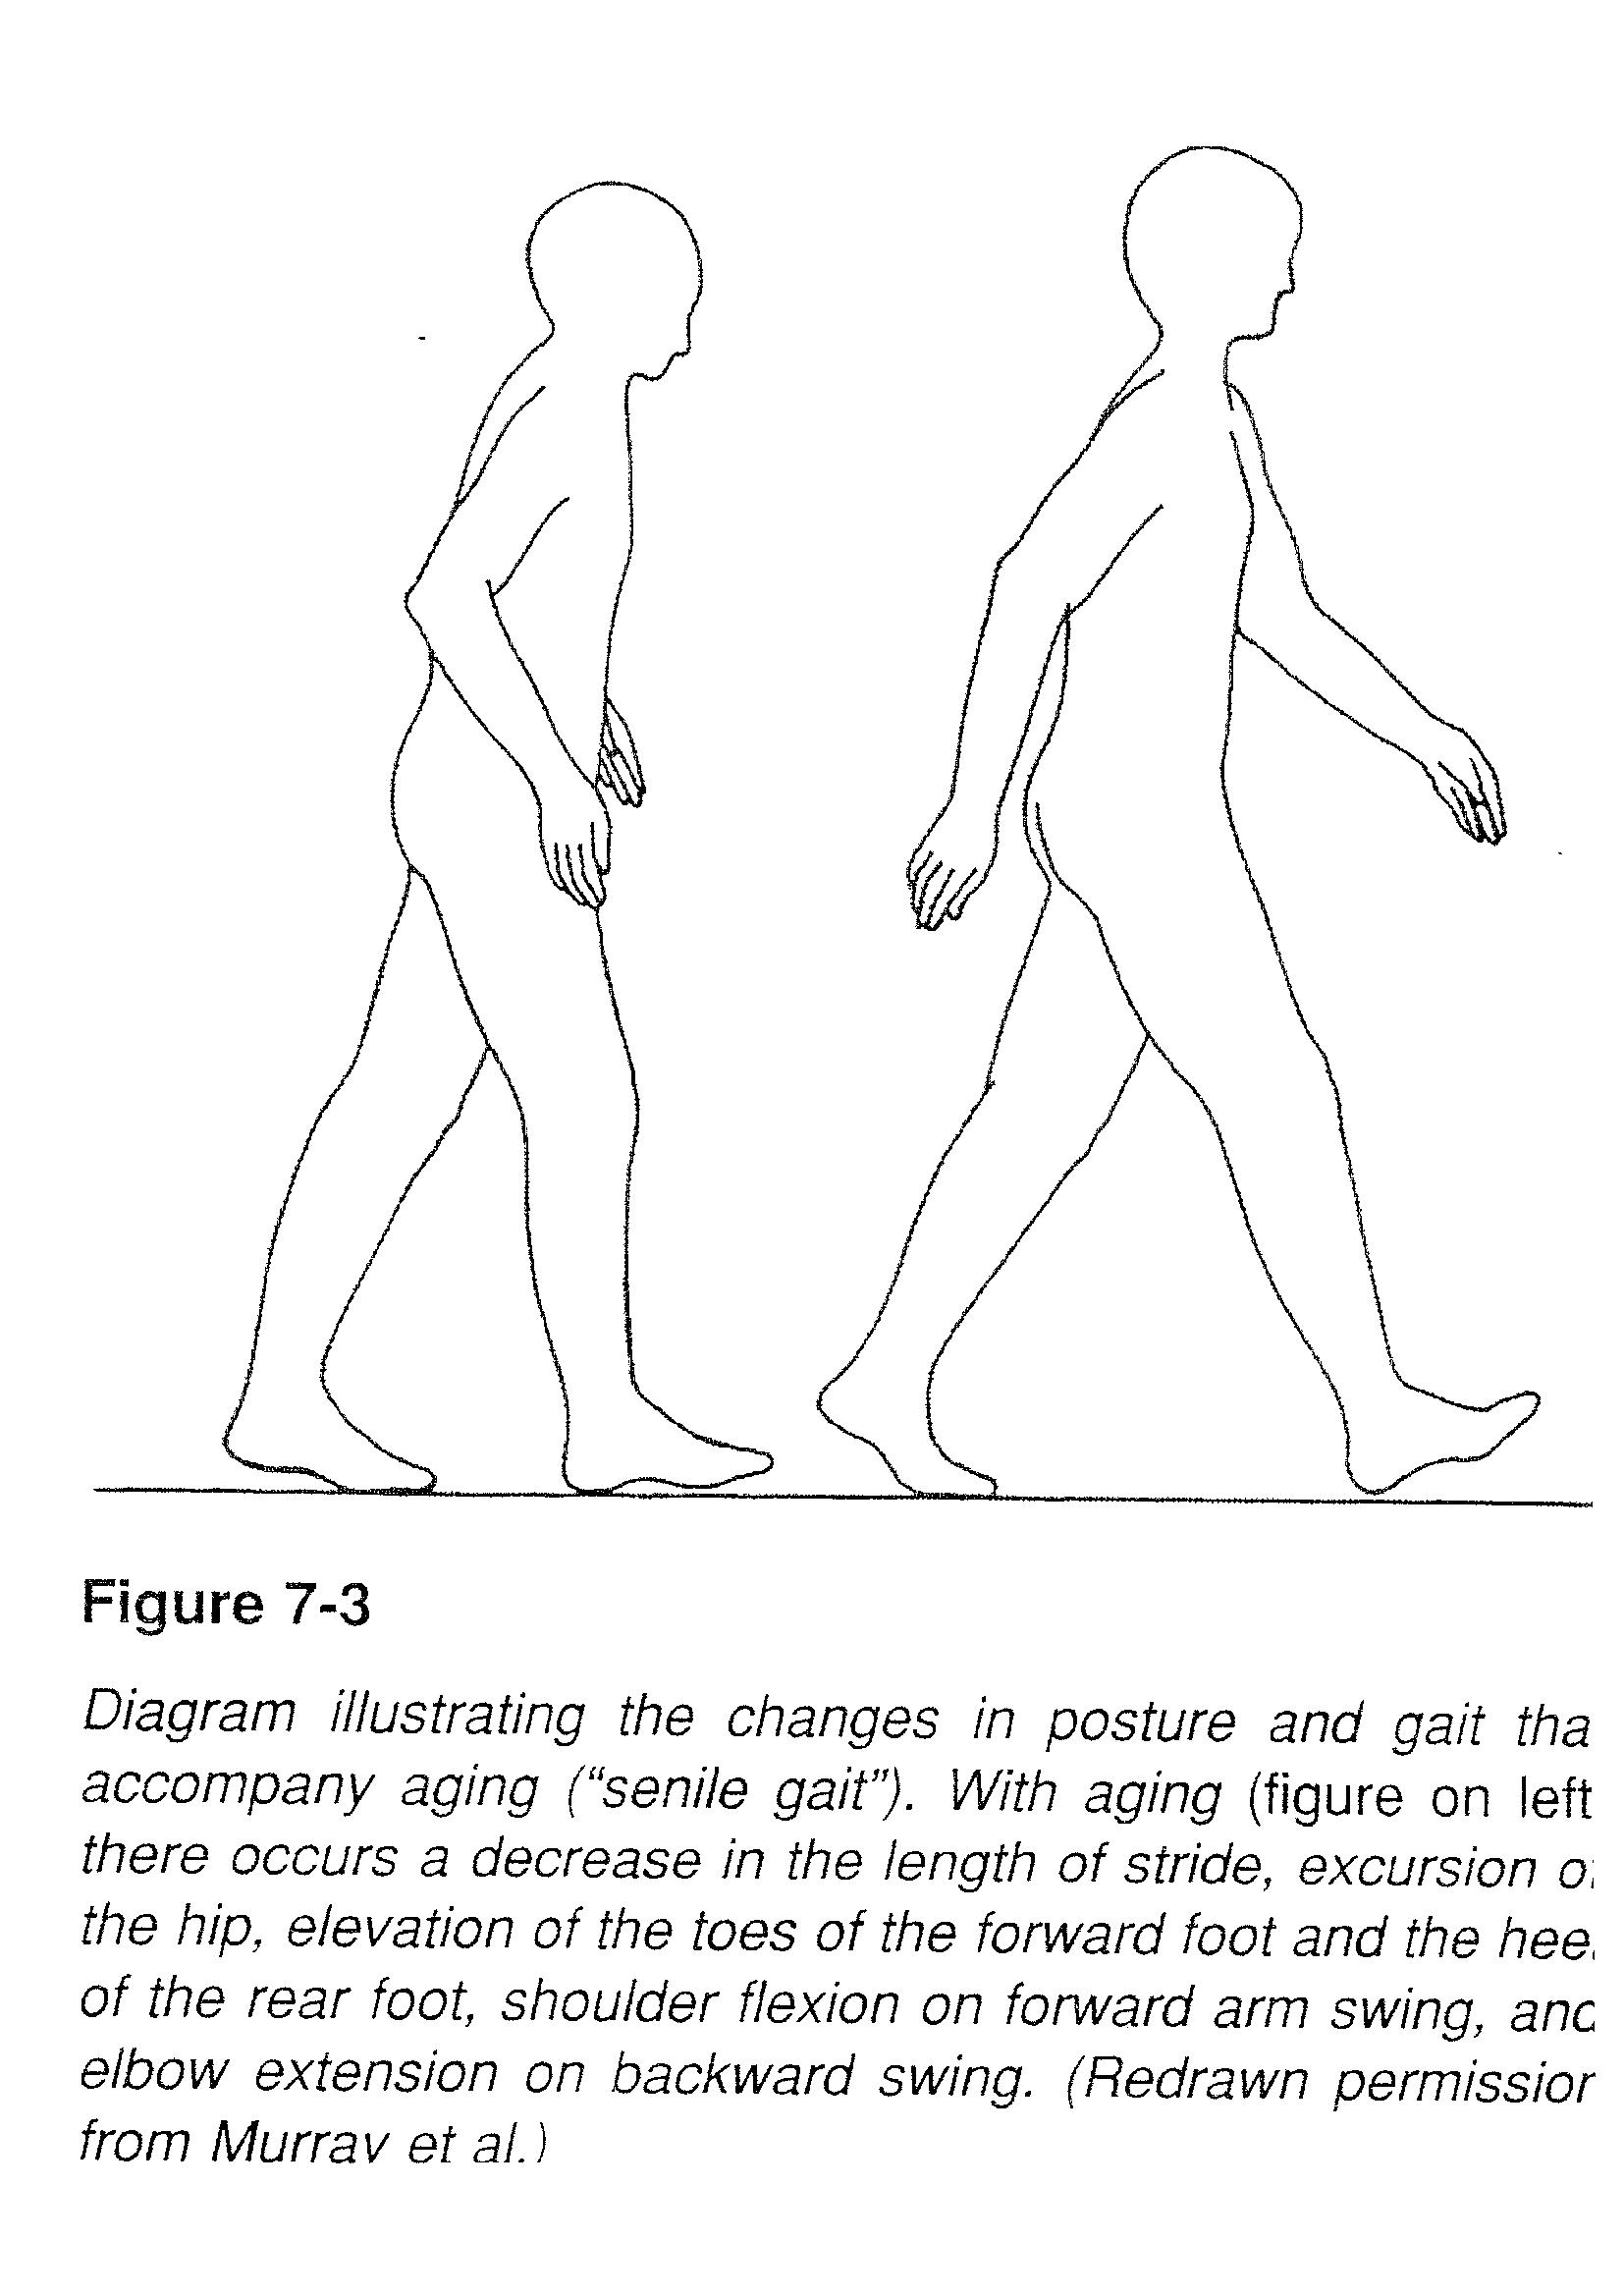 Figure 7-3
Diagram illustrating the changes in posture and gait tha
accompany aging (“senile gait”). With aging (figure on left
there occurs a decrease in the length of stride, excursion of
the hip, elevation of the toes of the forward foot and the hee
of the rear foot, shoulder flexion on forward arm swing, and
elbow extension on backward swing. (Redrawn permission
from Murray et al.)